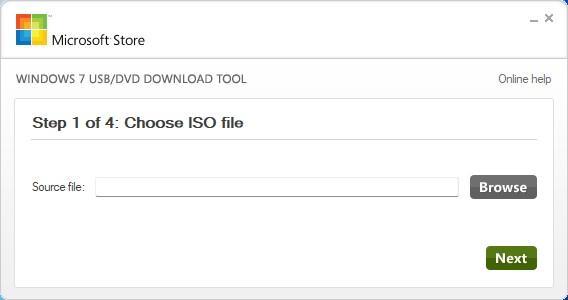 Microsoft Store
WINDOWS 7 USB/DVD DOWNLOAD TOOL
Online help
Step 1 of 4: Choose ISO file
Source file:
Browse
Next